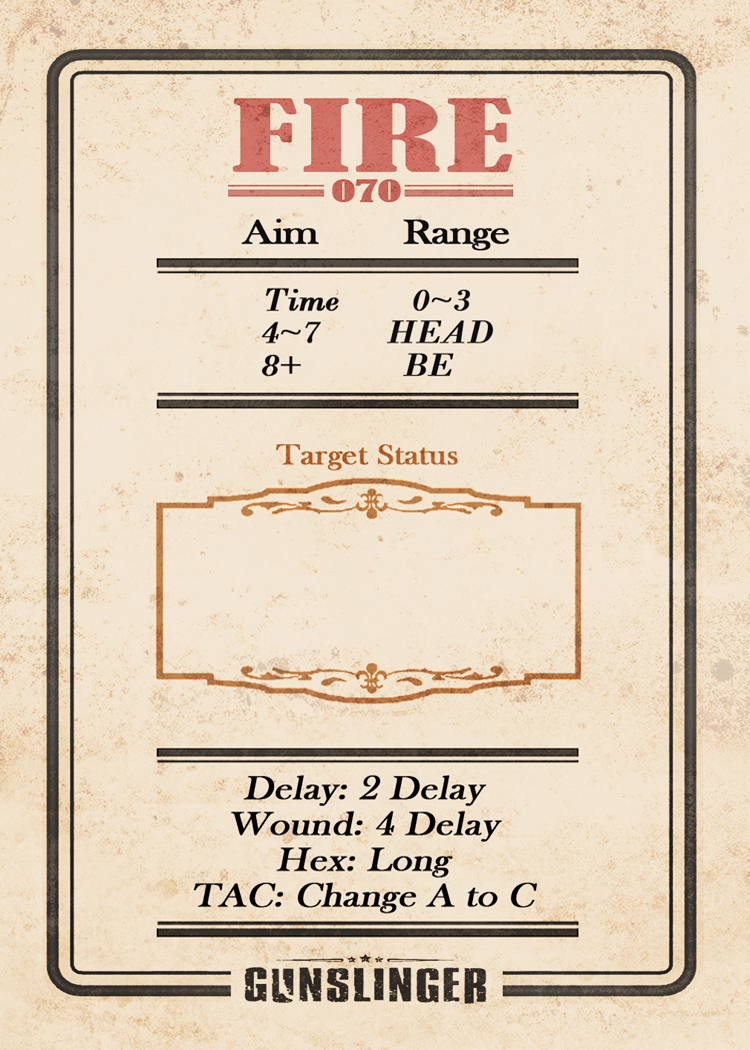 FIRE
070
Aim Range
Time 0~3
4~7 HEAD
8+ BE
Target Status
Delay: 2 Delay
Wound: 4 Delay
Hex: Long
TAC: Change A to C
GUNSLINGER